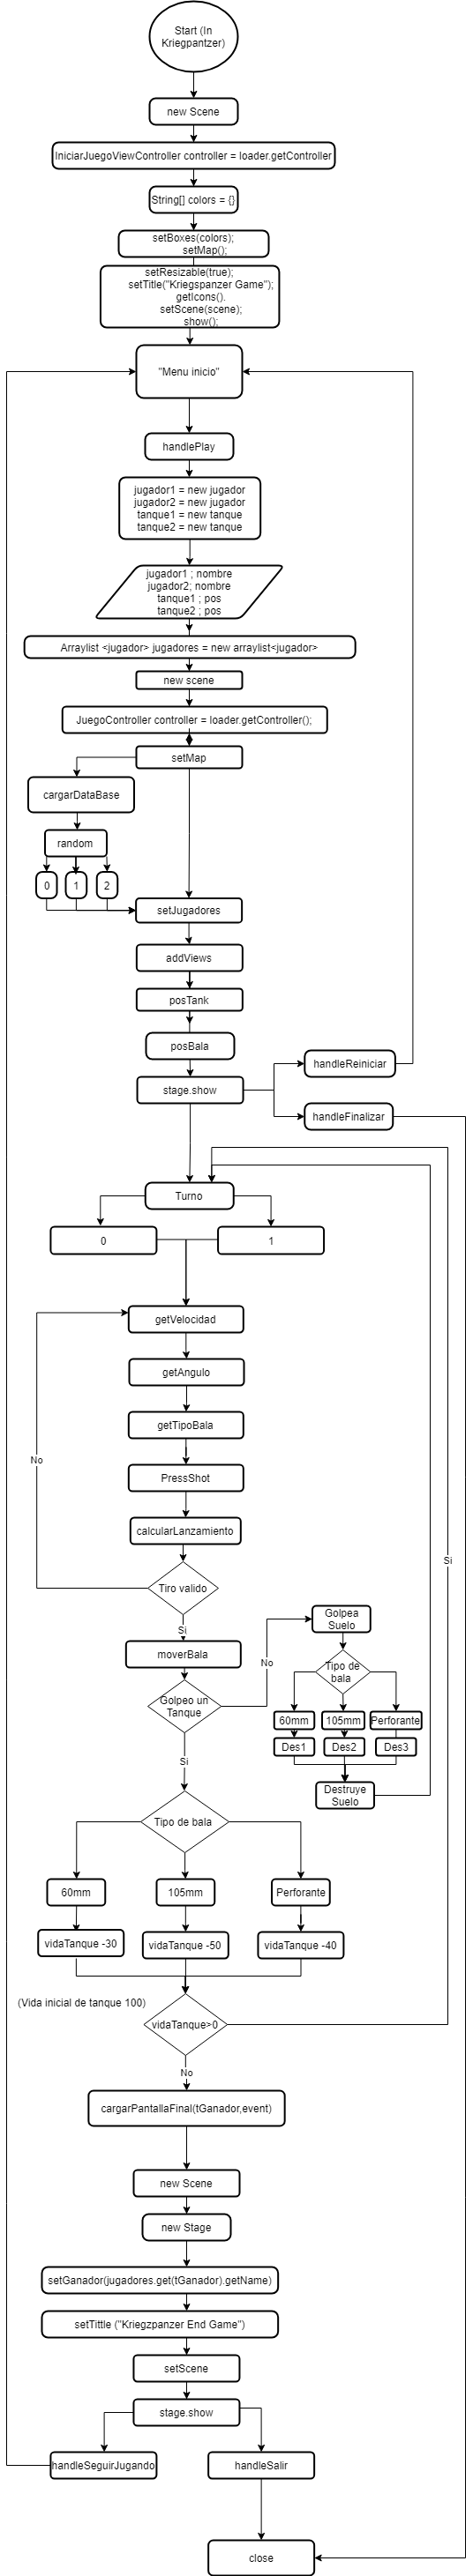 Start (In
Kriegpantzer)
new Scene
IniciarJuegoViewController controller = loader.getController
String[] colors = {}
setBoxes(colors);
setMap();
setResizable(true);
setTitle("Kriegspanzer Game");
getIcons().
setScene(scene);
show();
"Menu inicio"
handlePlay
jugador1 = new jugador
jugador2 = new jugador
tanque1 = new tanque
tanque2 = new tanque
jugador1 ; nombre
jugador2; nombre
tanque1 ; pos
tanque2 ; pos
Arraylist <jugador> jugadores = new arraylist<jugador>
new scene
JuegoController controller = loader.getController();
setMap
cargarDataBase
random
0
1
2
setJugadores
addViews
posTank
posBala
stage.show
handleReiniciar
handleFinalizar
Turno
0
1
getVelocidad
getAngulo
getTipoBala
No
PressShot
calcularLanzamiento
Si
Tiro valido
Si
moverBala
Golpea
Suelo
No
Golpeo un
Tanque
Tipo de
bala
60mm
105mm
Perforante
Des1
Des2
Des3
Si
Destruye
Suelo
Tipo de bala
60mm
105mm
Perforante
vidaTanque -30
vidaTanque -50
vidaTanque -40
(Vida inicial de tanque 100)
vidaTanque>0
No
cargarPantallaFinal(tGanador,event)
new Scene
new Stage
setGanador(jugadores.get(tGanador).getName)
setTittle ("Kriegzpanzer End Game")
setScene
stage.show
handleSeguirJugando
handleSalir
close